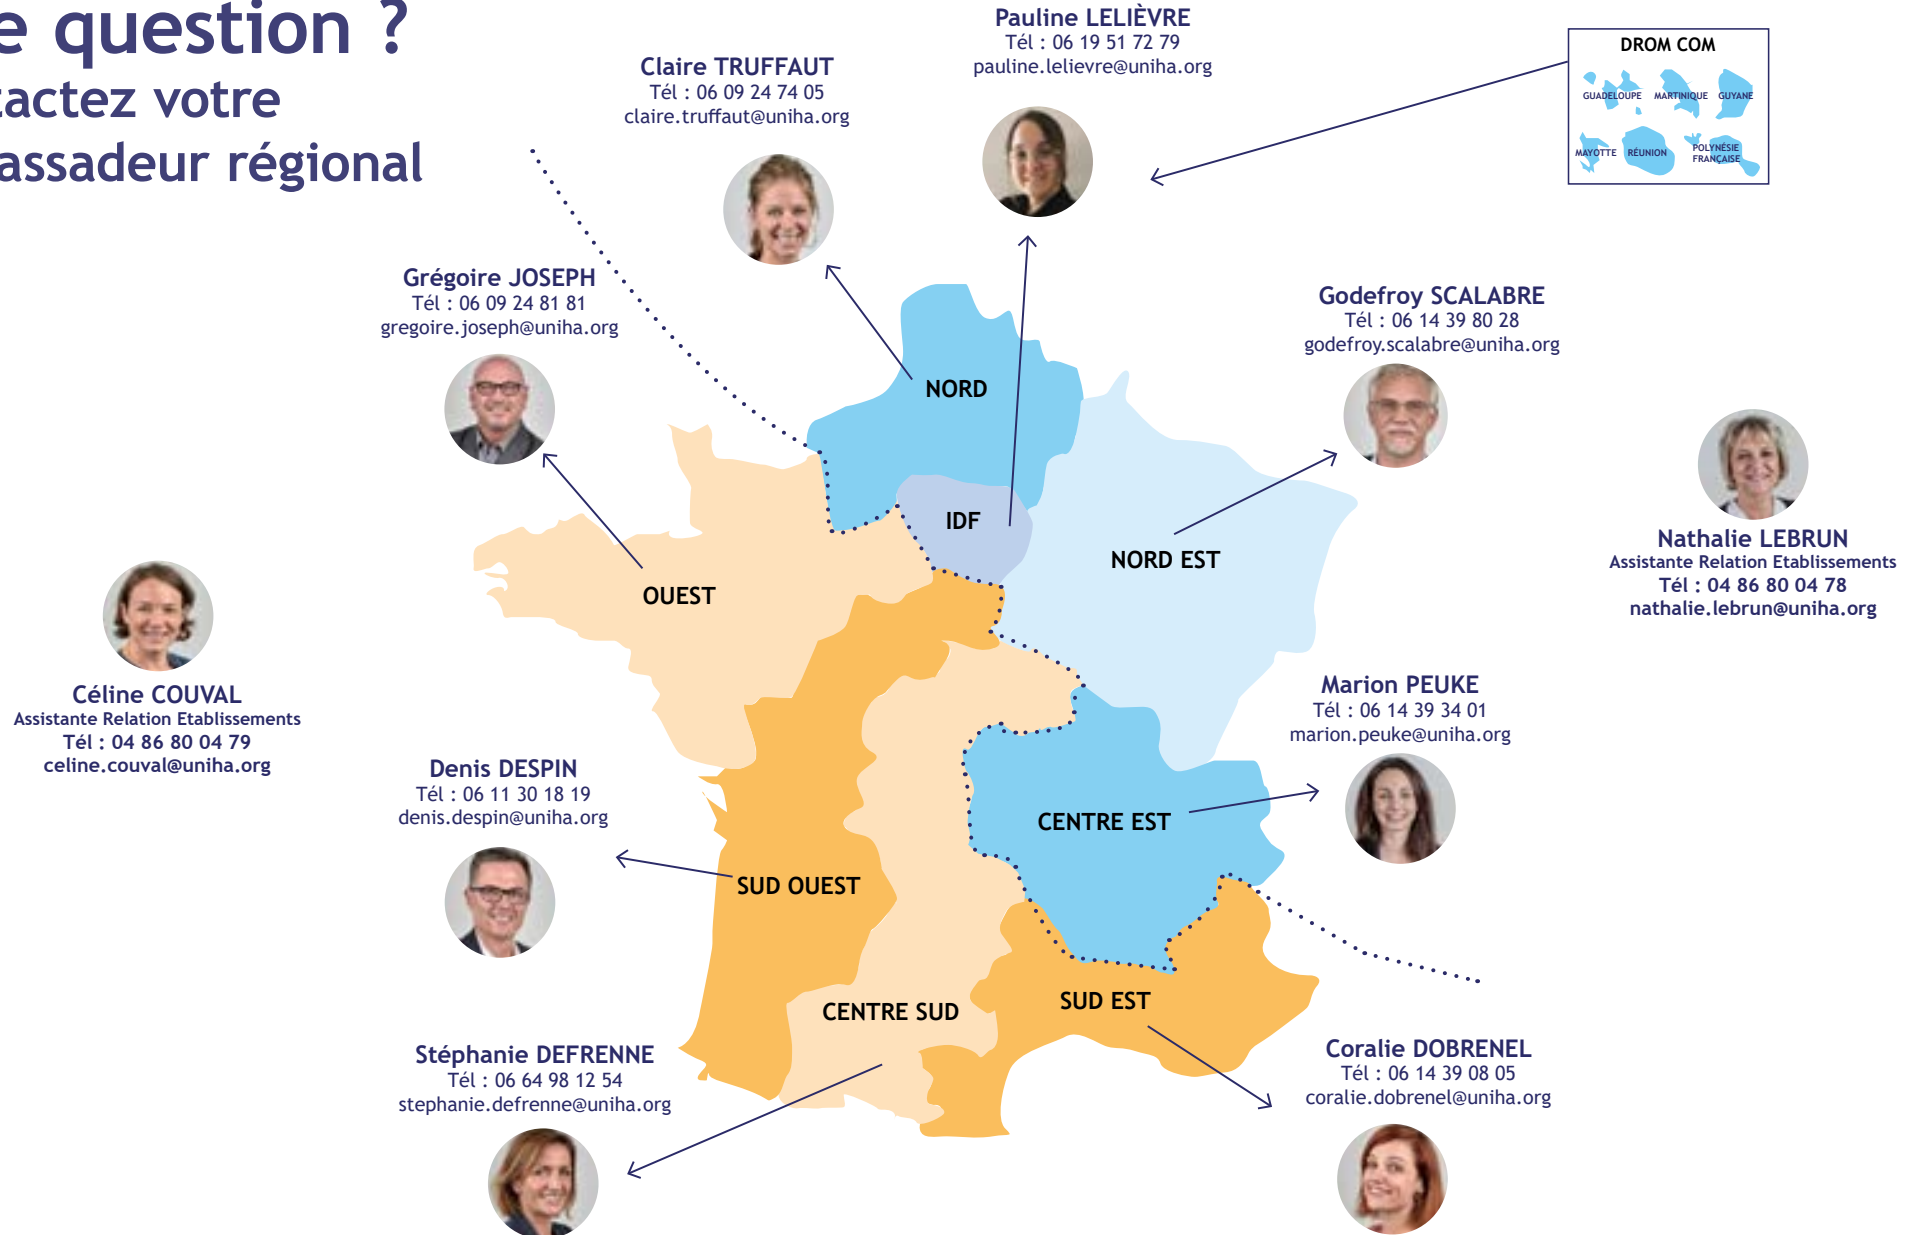 e question ?
tactez votre
assadeur régional
Claire TRUFFAUT
Tél : 06 09 24 74 05
claire.truffaut@uniha.org
Pauline LELIÈVRE
Tél : 06 19 51 72 79
pauline.lelievre@uniha.org
DROM COM
GUADELOUPE MARTINIQUE GUYANE
MAYOTTE RÉUNION POLYNÉSIE
FRANÇAISE
Grégoire JOSEPH
Tél : 06 09 24 81 81
gregoire.joseph@uniha.org
Godefroy SCALABRE
Tél : 06 14 39 80 28
godefroy.scalabre@uniha.org
NORD
IDF
NORD EST
OUEST
Nathalie LEBRUN
Assistante Relation Etablissements
Tél : 04 86 80 04 78
nathalie.lebrun@uniha.org
Céline COUVAL
Assistante Relation Etablissements
Tél : 04 86 80 04 79
celine.couval@uniha.org
Marion PEUKE
Tél : 06 14 39 34 01
marion.peuke@uniha.org
Denis DESPIN
Tél : 06 11 30 18 19
denis.despin@uniha.org
CENTRE EST
SUD OUEST
CENTRE SUD
SUD EST
Stéphanie DEFRENNE
Tél : 06 64 98 12 54
stephanie.defrenne@uniha.org
Coralie DOBRENEL
Tél : 06 14 39 08 05
coralie.dobrenel@uniha.org